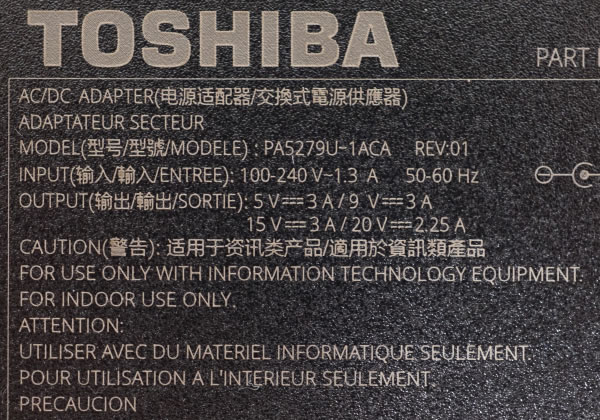 TOSHIBA
PART
AC/DC ADAPTER(电源适配器/交換式電源供應器)
ADAPTATEUR SECTEUR
MODEL(型号/型號/MODELE) : PA5279U-1ACA REV:01
INPUT(输入/輸入/ENTREE): 100-240 V~1.3 A 50-60 Hz
OUTPUT(输出/輸出/SORTIE): 5 V⎓3 A / 9 V⎓3 A
15 V⎓3 A / 20 V⎓2.25 A
CAUTION(警告): 适用于资讯类产品/適用於資訊類產品
FOR USE ONLY WITH INFORMATION TECHNOLOGY EQUIPMENT.
FOR INDOOR USE ONLY.
ATTENTION:
UTILISER AVEC DU MATERIEL INFORMATIQUE SEULEMENT.
POUR UTILISATION A L'INTERIEUR SEULEMENT.
PRECAUCION